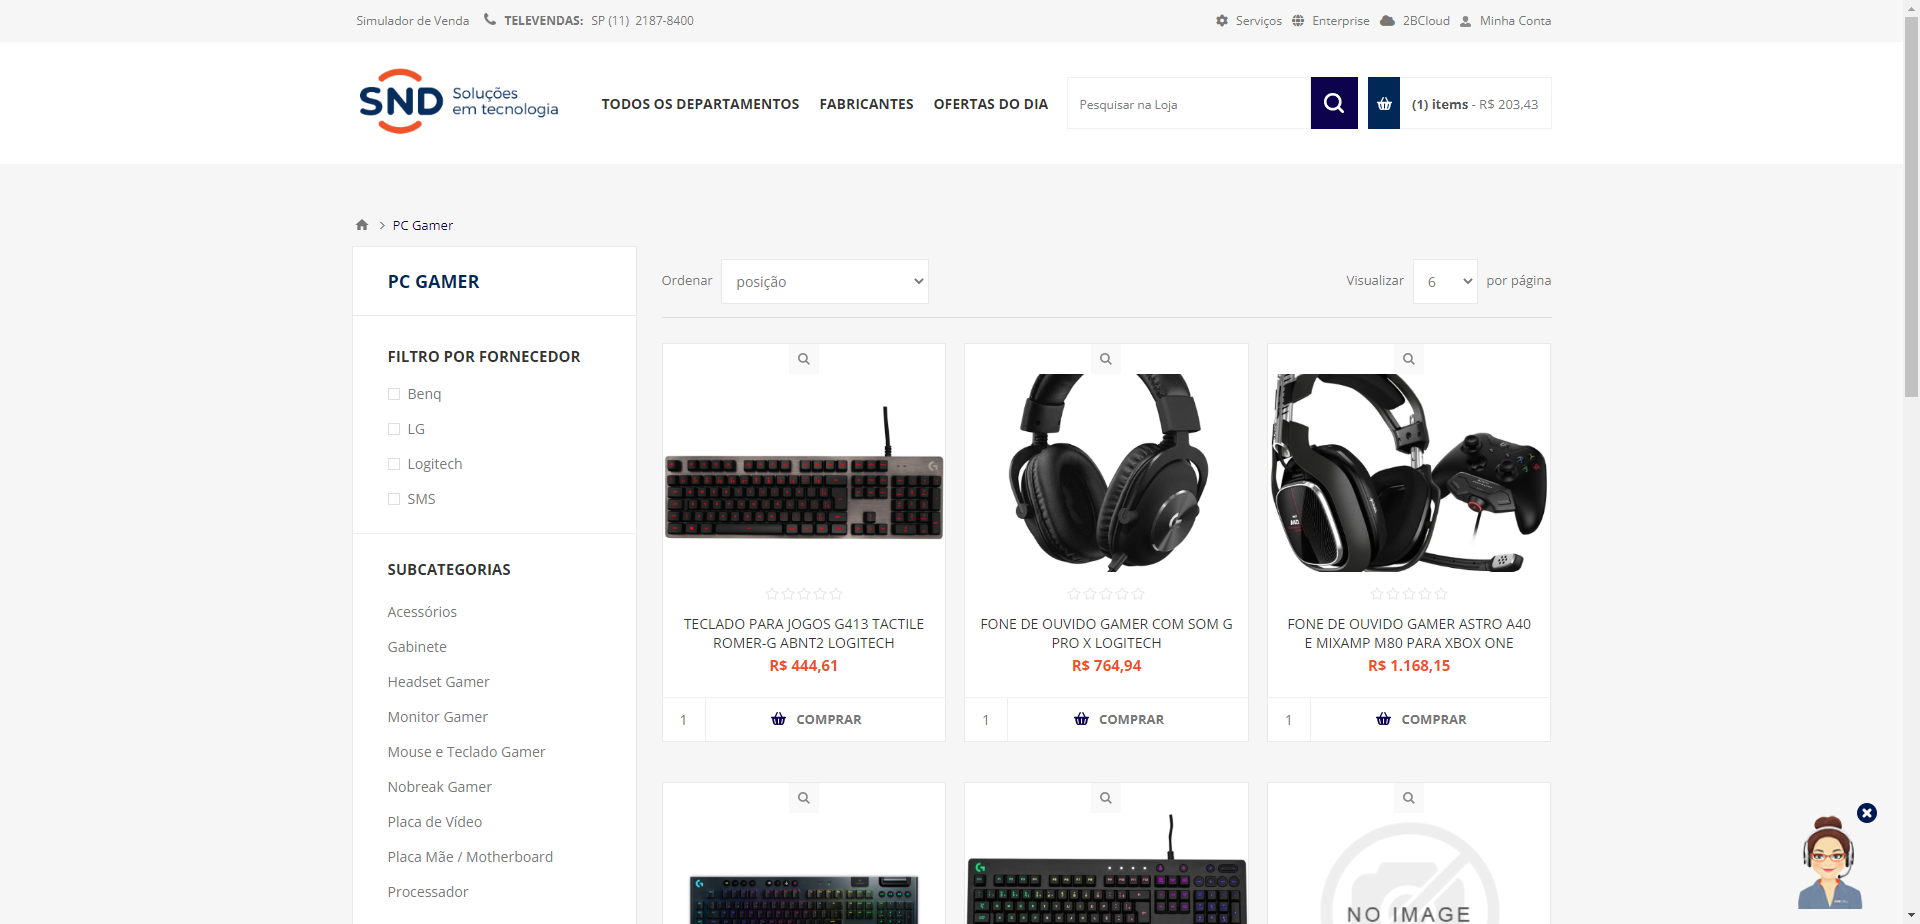 Simulador de Venda TELEVENDAS: SP (11) 2187-8400 Serviços Enterprise 2BCloud Minha Conta
SND Soluções
em tecnologia
TODOS OS DEPARTAMENTOS FABRICANTES OFERTAS DO DIA Pesquisar na Loja (1) items - R$ 203,43
> PC Gamer
PC GAMER
FILTRO POR FORNECEDOR
Benq
LG
Logitech
SMS
SUBCATEGORIAS
Acessórios
Gabinete
Headset Gamer
Monitor Gamer
Mouse e Teclado Gamer
Nobreak Gamer
Placa de Vídeo
Placa Mãe / Motherboard
Processador
Ordenar posição Visualizar 6 por página
TECLADO PARA JOGOS G413 TACTILE
ROMER-G ABNT2 LOGITECH
R$ 444,61
1 COMPRAR
FONE DE OUVIDO GAMER COM SOM G
PRO X LOGITECH
R$ 764,94
1 COMPRAR
FONE DE OUVIDO GAMER ASTRO A40
E MIXAMP M80 PARA XBOX ONE
R$ 1.168,15
1 COMPRAR
NO IMAGE